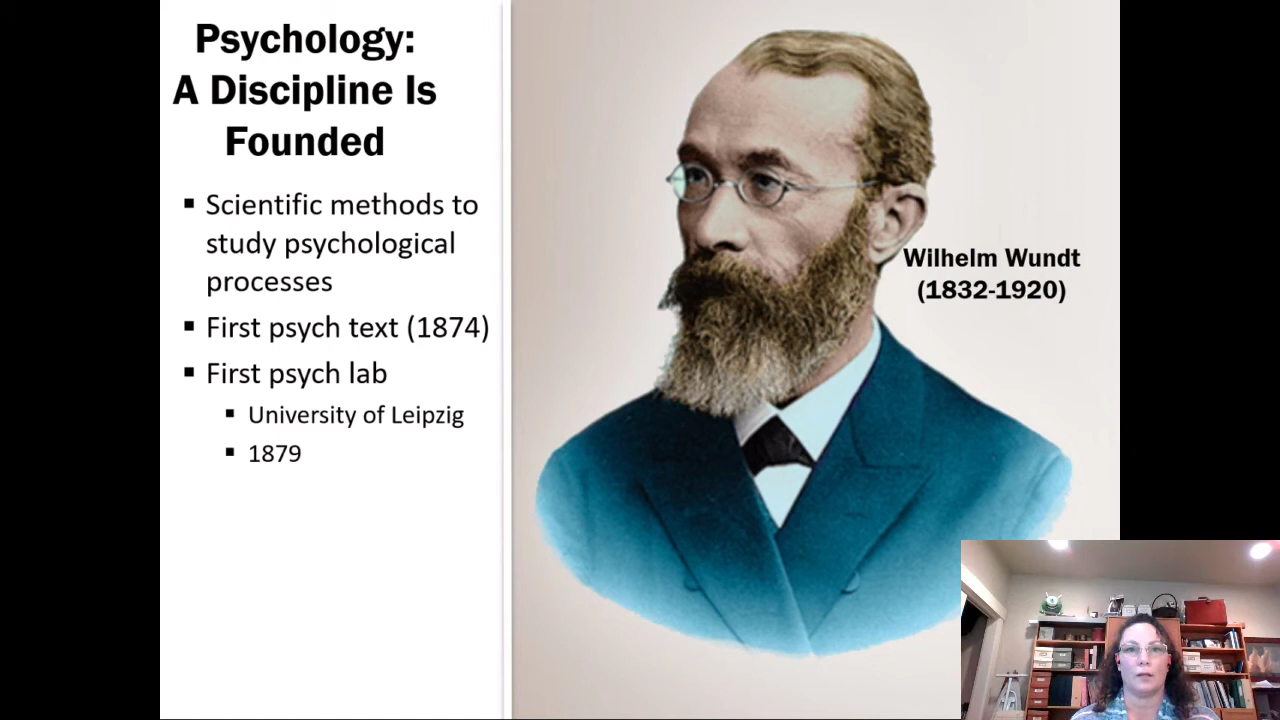 Psychology:
A Discipline Is
Founded
▪ Scientific methods to
study psychological
processes
▪ First psych text (1874)
▪ First psych lab
▪ University of Leipzig
▪ 1879
Wilhelm Wundt
(1832-1920)